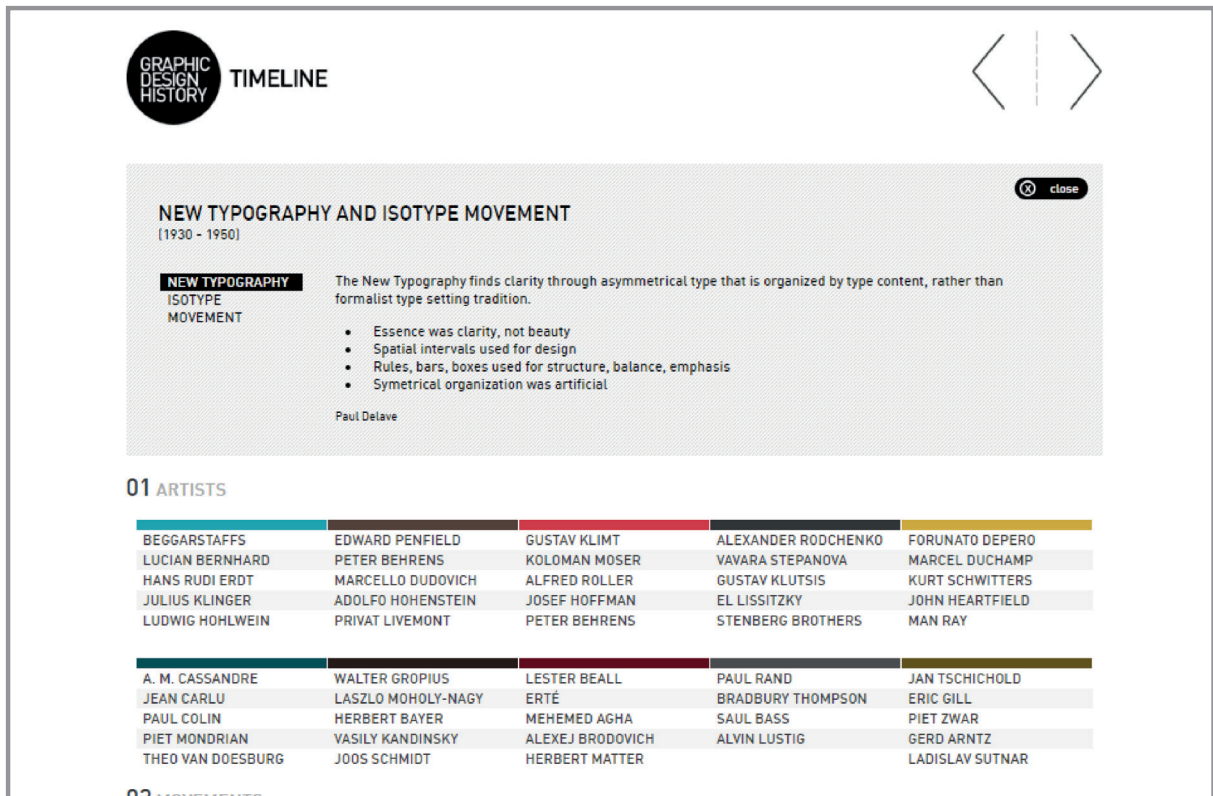 GRAPHIC
DESIGN
HISTORY
TIMELINE
close
NEW TYPOGRAPHY AND ISOTYPE MOVEMENT
(1930 - 1950)
NEW TYPOGRAPHY
ISOTYPE
MOVEMENT
The New Typography finds clarity through asymmetrical type that is organized by type content, rather than
formalist type setting tradition.
• Essence was clarity, not beauty
• Spatial intervals used for design
• Rules, bars, boxes used for structure, balance, emphasis
• Symetrical organization was artificial
Paul Delave
01 ARTISTS
BEGGARSTAFFS EDWARD PENFIELD GUSTAV KLIMT ALEXANDER RODCHENKO FORUNATO DEPERO
LUCIAN BERNHARD PETER BEHRENS KOLOMAN MOSER VAVARA STEPANOVA MARCEL DUCHAMP
HANS RUDI ERDT MARCELLO DUDOVICH ALFRED ROLLER GUSTAV KLUTSIS KURT SCHWITTERS
JULIUS KLINGER ADOLFO HOHENSTEIN JOSEF HOFFMAN EL LISSITZKY JOHN HEARTFIELD
LUDWIG HOHLWEIN PRIVAT LIVEMONT PETER BEHRENS STENBERG BROTHERS MAN RAY
A. M. CASSANDRE WALTER GROPIUS LESTER BEALL PAUL RAND JAN TSCHICHOLD
JEAN CARLU LASZLO MOHOLY-NAGY ERTÉ BRADBURY THOMPSON ERIC GILL
PAUL COLIN HERBERT BAYER MEHEMED AGHA SAUL BASS PIET ZWAR
PIET MONDRIAN VASILY KANDINSKY ALEXEJ BRODOVICH ALVIN LUSTIG GERD ARNTZ
THEO VAN DOESBURG JOOS SCHMIDT HERBERT MATTER LADISLAV SUTNAR